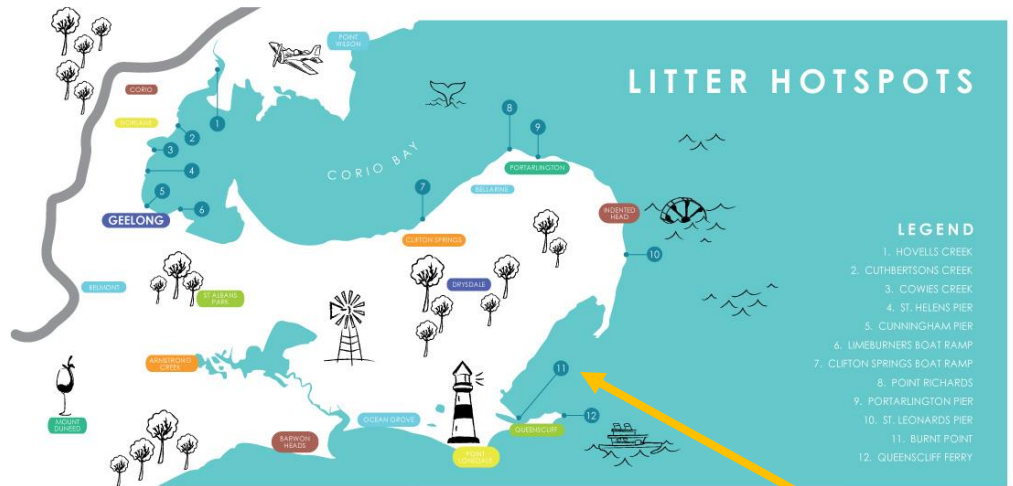 POINT
WILSON
LITTER HOTSPOTS
CORIO
NORLANE
1
2
3
4
5
6
GEELONG
CORIO BAY
7
8
9
PORTARLINGTON
BELLARINE
CLIFTON SPRINGS
INDENTED
HEAD
10
BELMONT
ST ALBANS
PARK
DRYSDALE
ARMSTRONG
CREEK
11
12
MOUNT
DUNEED
OCEAN GROVE
BARWON
HEADS
QUEENSCLIFF
POINT
LONSDALE
LEGEND
1. HOVELLS CREEK
2. CUTHBERTSONS CREEK
3. COWIES CREEK
4. ST. HELENS PIER
5. CUNNINGHAM PIER
6. LIMEBURNERS BOAT RAMP
7. CLIFTON SPRINGS BOAT RAMP
8. POINT RICHARDS
9. PORTARLINGTON PIER
10. ST. LEONARDS PIER
11. BURNT POINT
12. QUEENSCLIFF FERRY